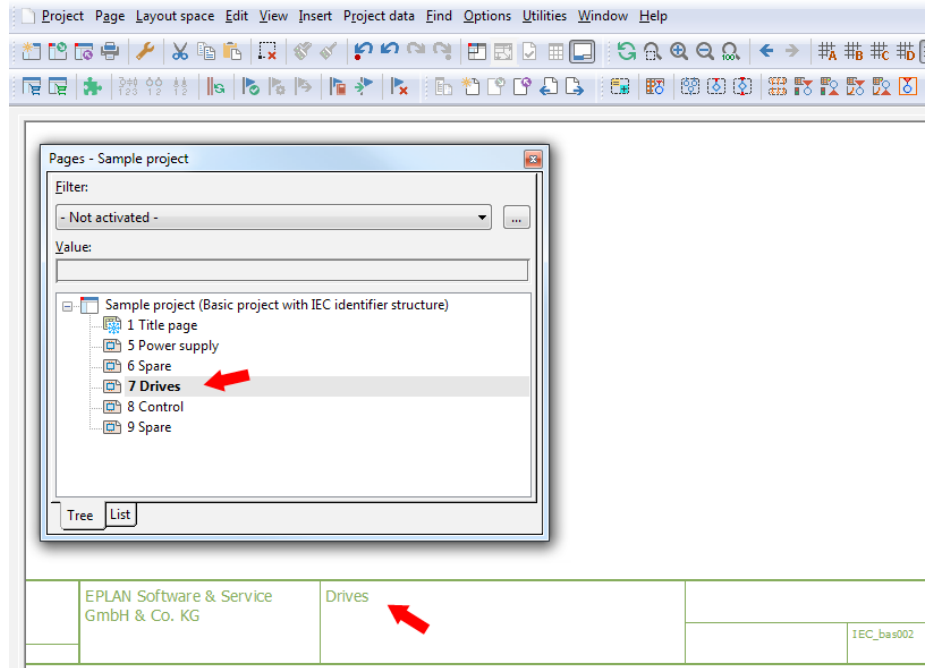 Project Page Layout space Edit View Insert Project data Find Options Utilities Window Help
Pages - Sample project
Filter:
- Not activated -
...
Value:
Sample project (Basic project with IEC identifier structure)
1 Title page
5 Power supply
6 Spare
7 Drives
8 Control
9 Spare
Tree List
EPLAN Software & Service
GmbH & Co. KG
Drives
IEC_bas002